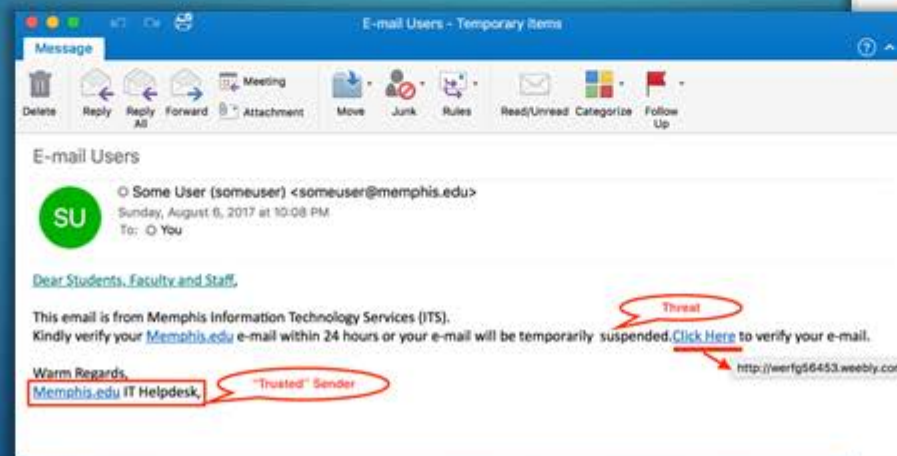 E-mail Users - Temporary Items
Message
Delete Reply Reply All Forward Meeting Attachment Move Junk Rules Read/Unread Categorize Follow Up
E-mail Users
SU
Some User (someuser) <someuser@memphis.edu>
Sunday, August 6, 2017 at 10:08 PM
To: You
Dear Students, Faculty and Staff,
Threat
This email is from Memphis Information Technology Services (ITS).
Kindly verify your Memphis.edu e-mail within 24 hours or your e-mail will be temporarily suspended.Click Here to verify your e-mail.
http://werfg56453.weebly.com
Warm Regards,
"Trusted" Sender
Memphis.edu IT Helpdesk,